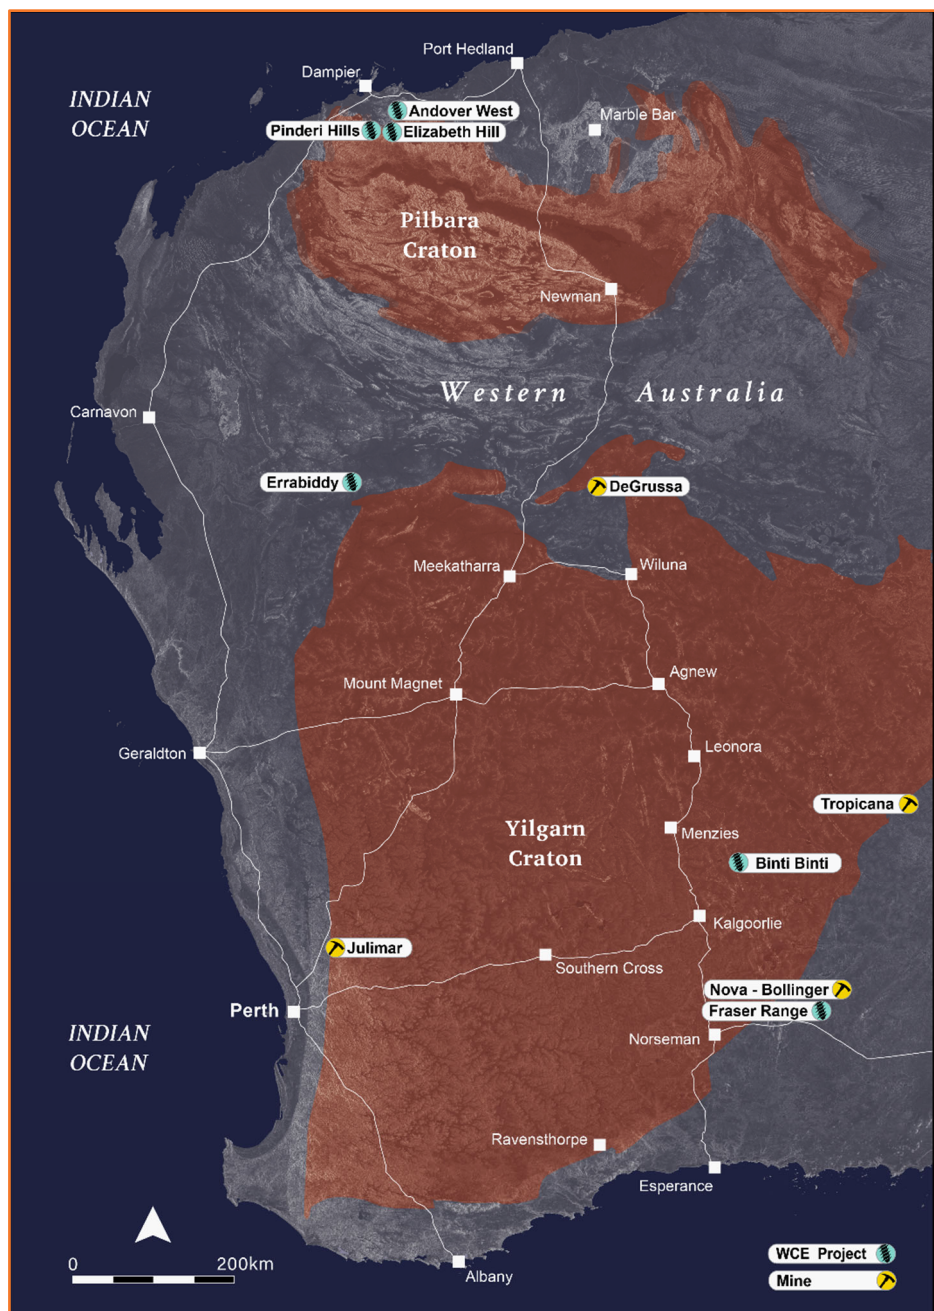 Port Hedland
Dampier
INDIAN
OCEAN
Andover West
Marble Bar
Pinderi Hills
Elizabeth Hill
Pilbara
Craton
Newman
Western Australia
Carnavon
Errabiddy
DeGrussa
Meekatharra
Wiluna
Agnew
Mount Magnet
Leonora
Geraldton
Tropicana
Yilgarn
Craton
Menzies
Binti Binti
Kalgoorlie
Julimar
Southern Cross
Nova - Bollinger
Perth
Fraser Range
INDIAN
OCEAN
Norseman
Ravensthorpe
Esperance
WCE Project
0 200km
Albany
Mine